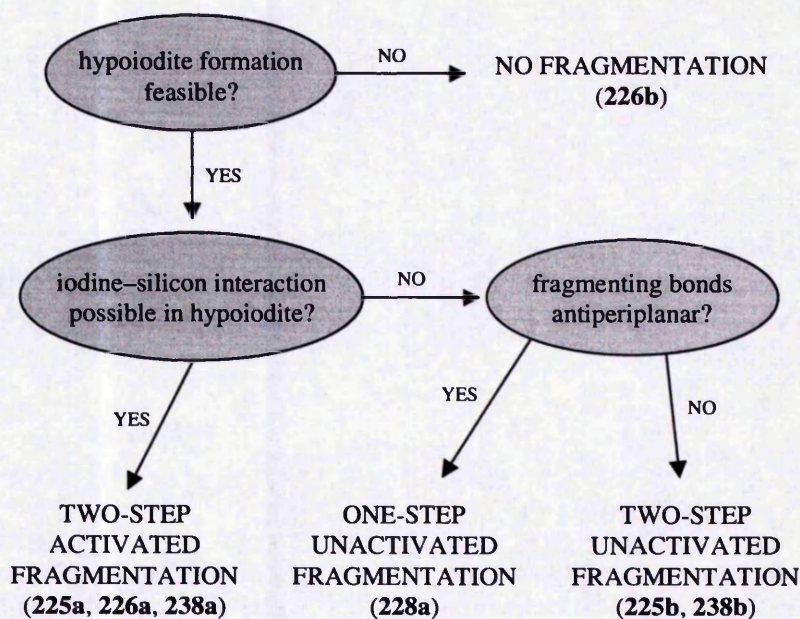 hypoiodite formation
feasible?
NO
NO FRAGMENTATION
(226b)
YES
iodine–silicon interaction
possible in hypoiodite?
NO
fragmenting bonds
antiperiplanar?
YES
YES
NO
TWO-STEP
ACTIVATED
FRAGMENTATION
(225a, 226a, 238a)
ONE-STEP
UNACTIVATED
FRAGMENTATION
(228a)
TWO-STEP
UNACTIVATED
FRAGMENTATION
(225b, 238b)